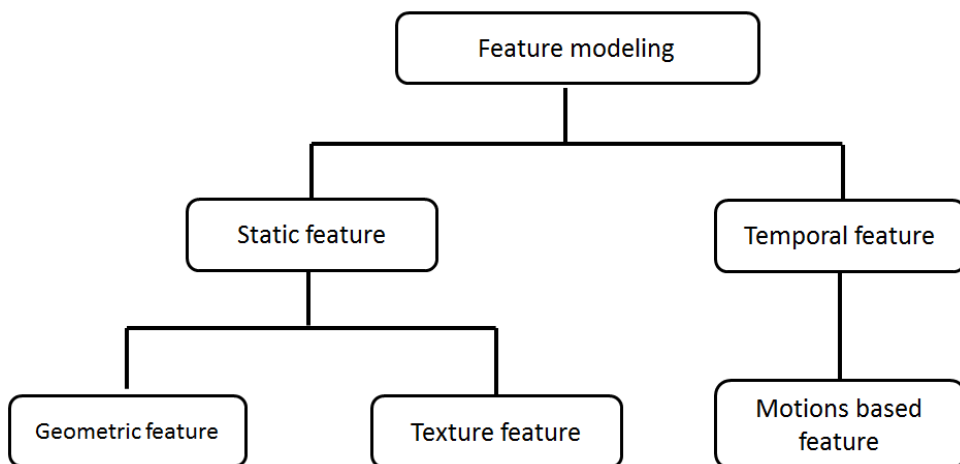 Feature modeling
Static feature
Temporal feature
Geometric feature
Texture feature
Motions based
feature